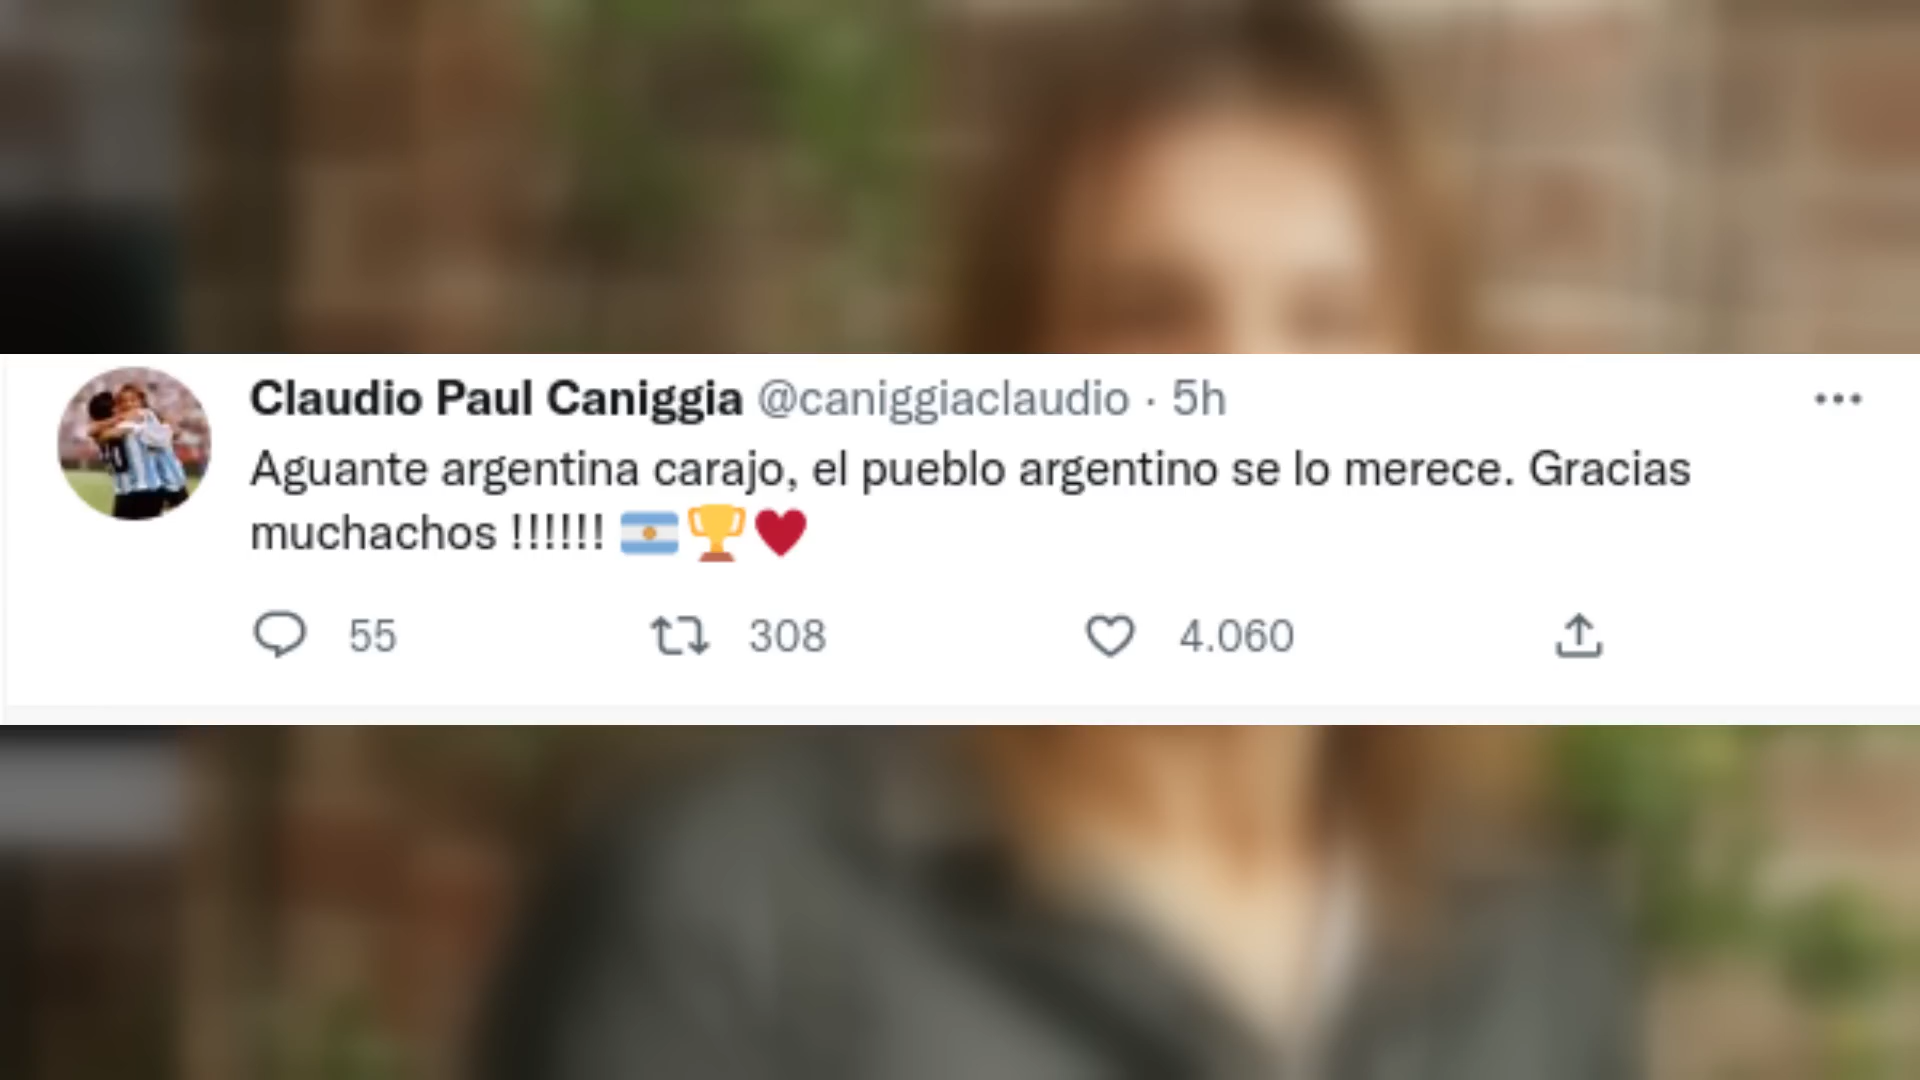 Claudio Paul Caniggia @caniggiaclaudio · 5h
Aguante argentina carajo, el pueblo argentino se lo merece. Gracias
muchachos !!!!!! 🇦🇷🏆♥
55 308 4.060